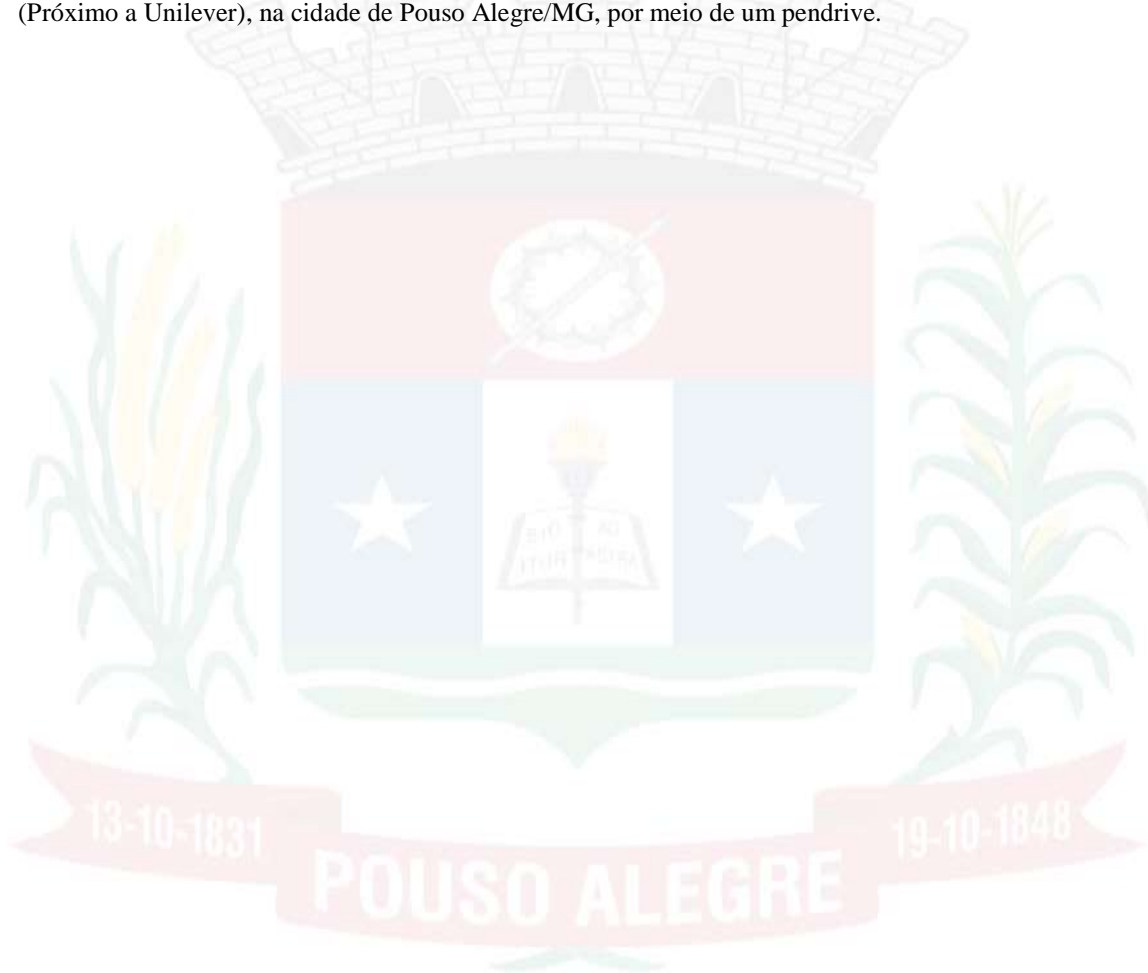 (Próximo a Unilever), na cidade de Pouso Alegre/MG, por meio de um pendrive.
13-10-1831
19-10-1848
POUSO ALEGRE